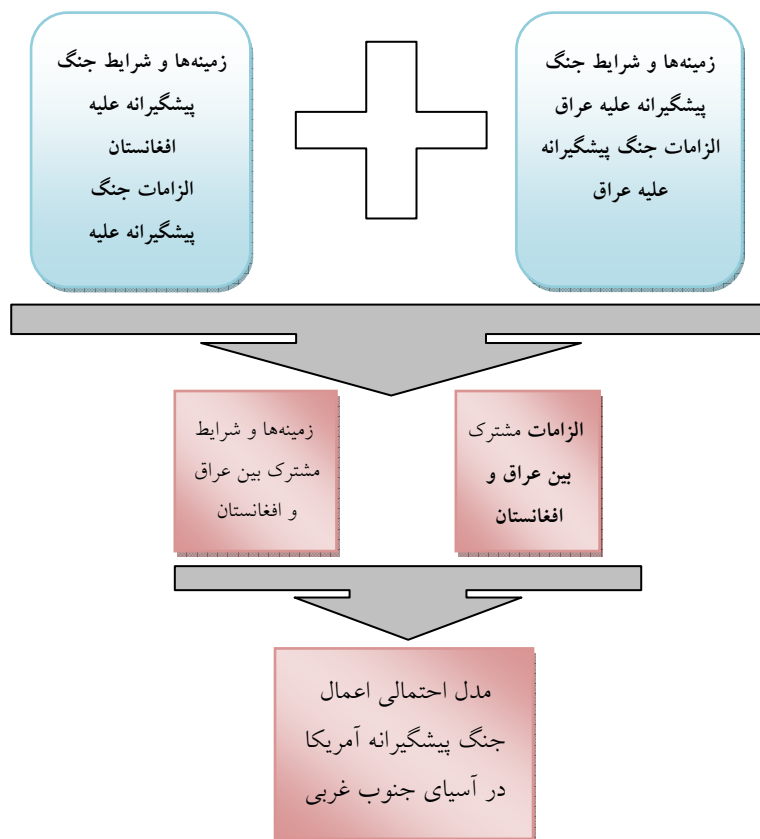 زمینه‌ها و شرایط جنگ
پیشگیرانه علیه عراق
الزامات جنگ پیشگیرانه
علیه عراق
زمینه‌ها و شرایط جنگ
پیشگیرانه علیه
افغانستان
الزامات جنگ
پیشگیرانه علیه
الزامات مشترک
بین عراق و
افغانستان
زمینه‌ها و شرایط
مشترک بین عراق
و افغانستان
مدل احتمالی اعمال
جنگ پیشگیرانه آمریکا
در آسیای جنوب غربی